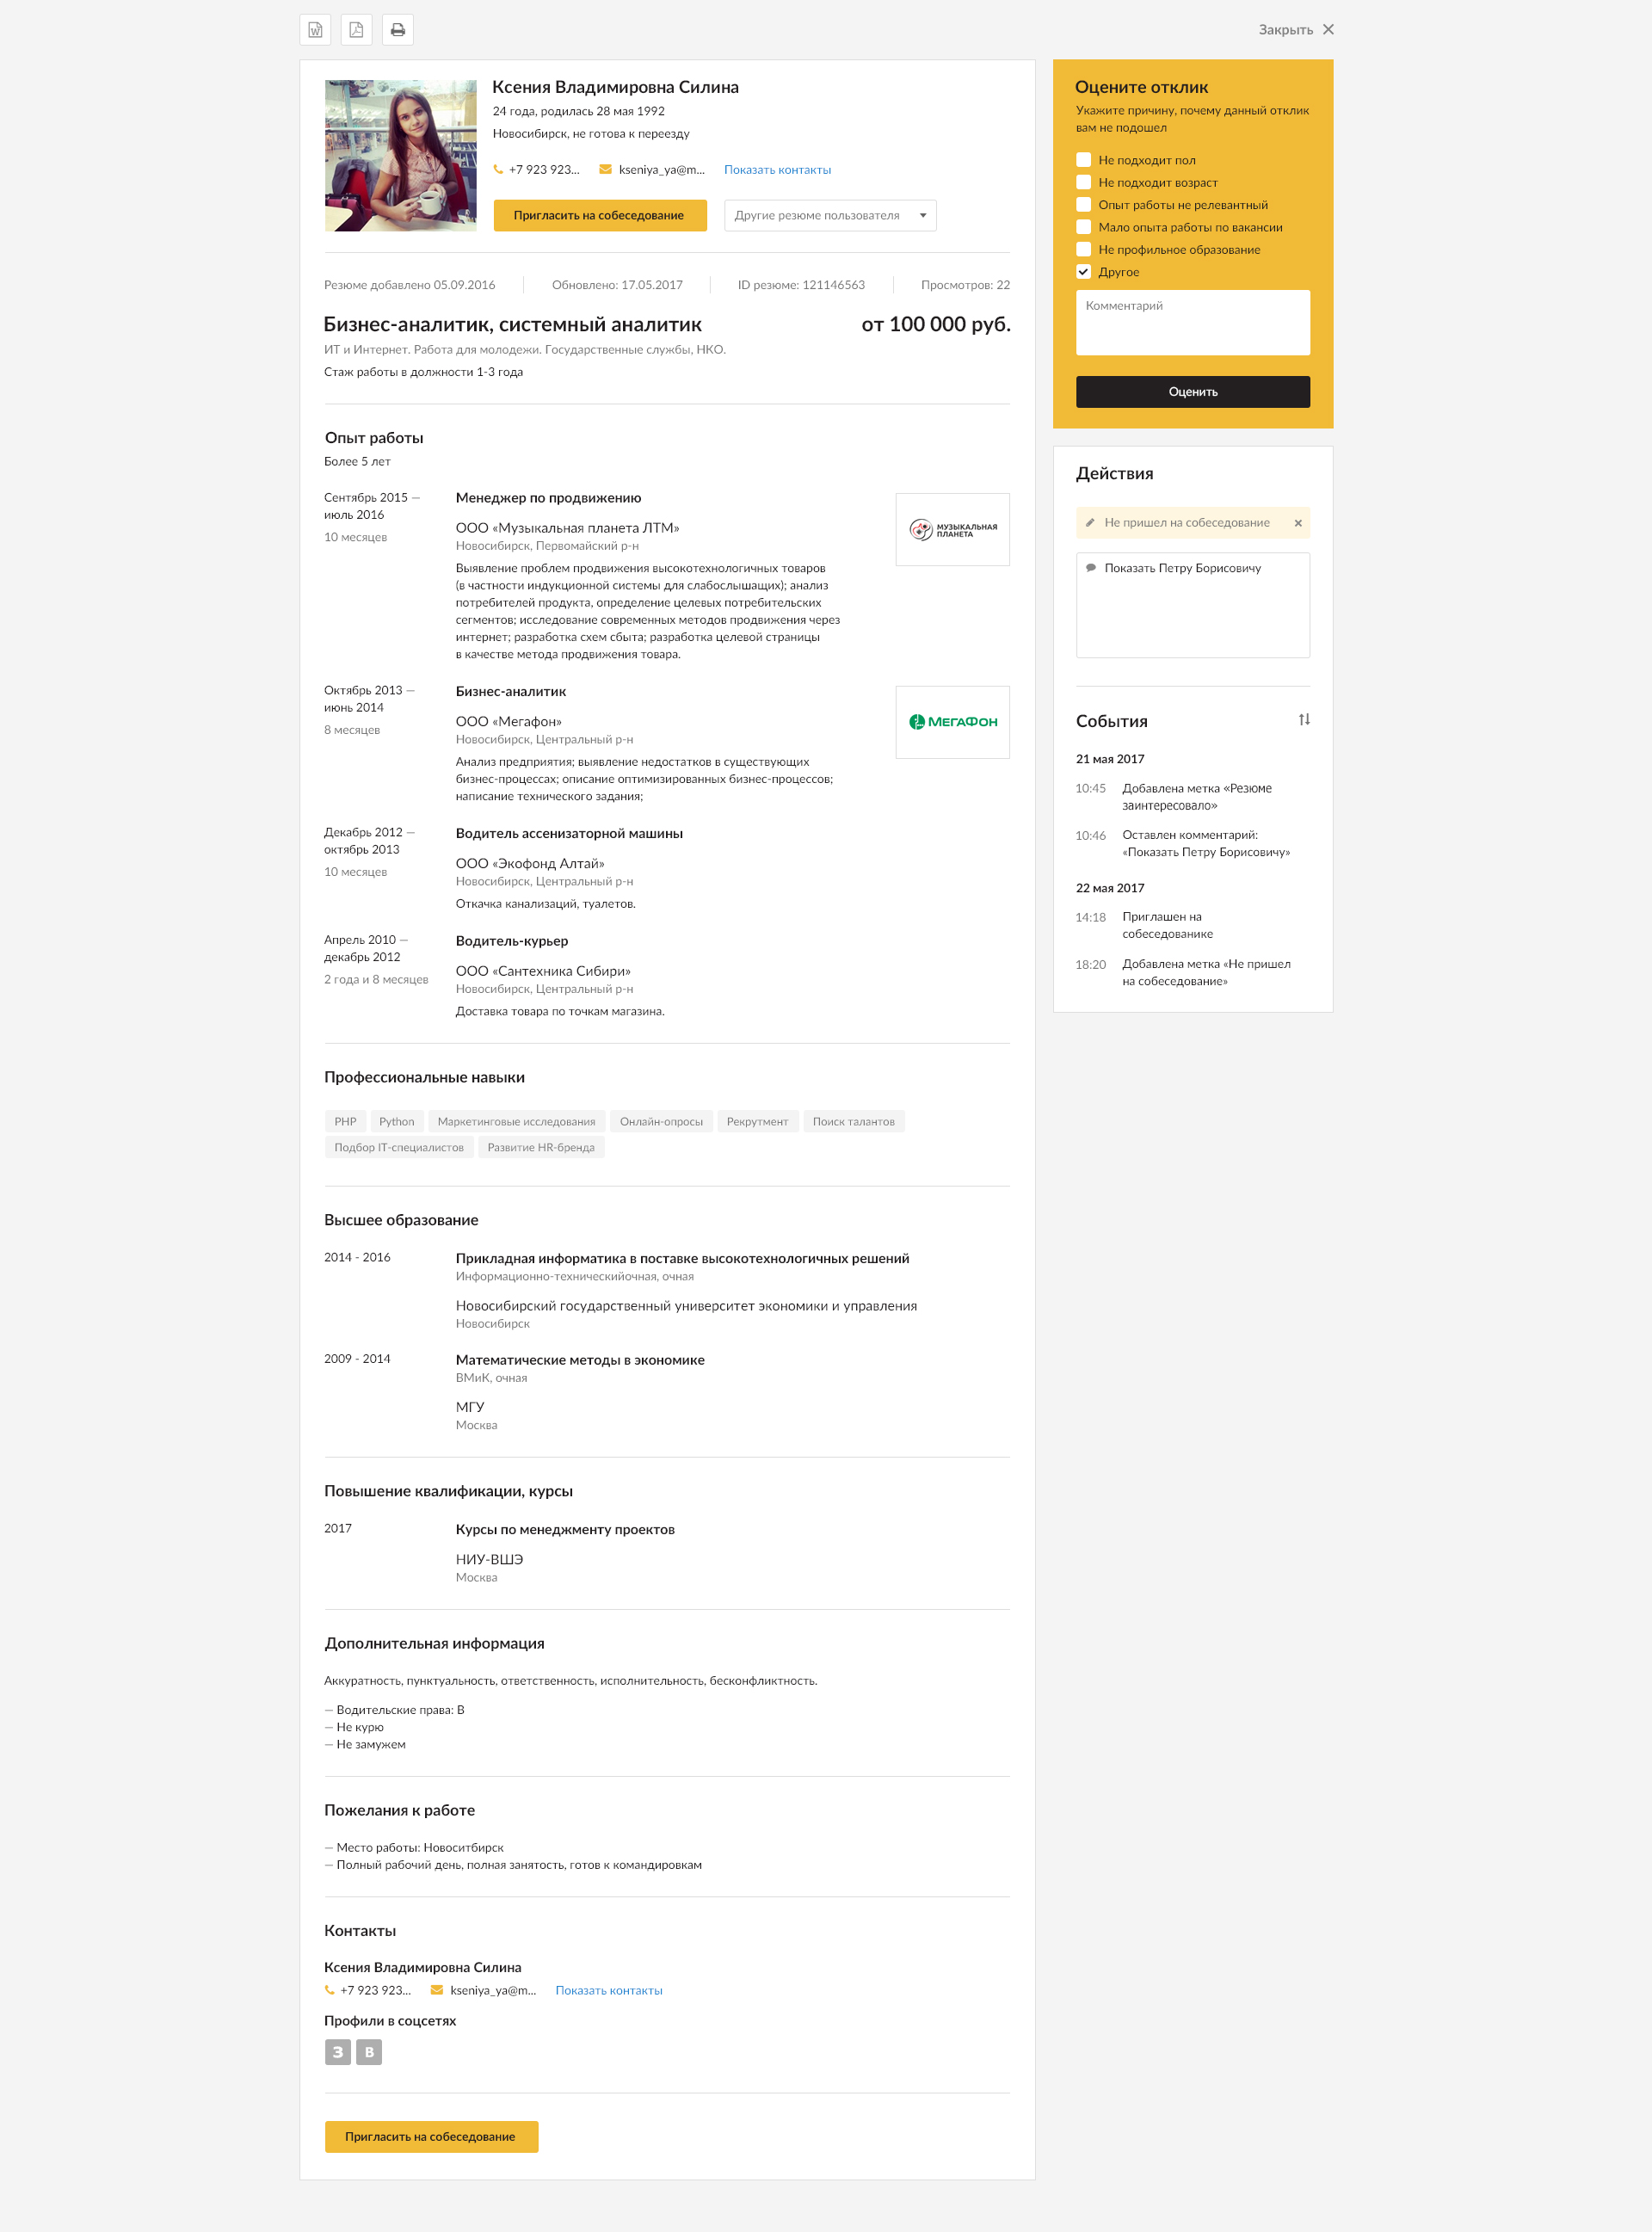 Закрыть
Ксения Владимировна Силина
24 года, родилась 28 мая 1992
Новосибирск, не готова к переезду
+7 923 923... kseniya_ya@m... Показать контакты
Пригласить на собеседование Другие резюме пользователя
Резюме добавлено 05.09.2016 Обновлено: 17.05.2017 ID резюме: 121146563 Просмотров: 22
Бизнес-аналитик, системный аналитик от 100 000 руб.
ИТ и Интернет. Работа для молодежи. Государственные службы, НКО.
Стаж работы в должности 1-3 года
Опыт работы
Более 5 лет
Сентябрь 2015 —
июль 2016
10 месяцев
Менеджер по продвижению
ООО «Музыкальная планета ЛТМ»
Новосибирск, Первомайский р-н
Выявление проблем продвижения высокотехнологичных товаров
(в частности индукционной системы для слабослышащих); анализ
потребителей продукта, определение целевых потребительских
сегментов; исследование современных методов продвижения через
интернет; разработка схем сбыта; разработка целевой страницы
в качестве метода продвижения товара.
МУЗЫКАЛЬНАЯ
ПЛАНЕТА
Октябрь 2013 —
июнь 2014
8 месяцев
Бизнес-аналитик
ООО «Мегафон»
Новосибирск, Центральный р-н
Анализ предприятия; выявление недостатков в существующих
бизнес-процессах; описание оптимизированных бизнес-процессов;
написание технического задания;
МЕГАФОН
Декабрь 2012 —
октябрь 2013
10 месяцев
Водитель ассенизаторной машины
ООО «Экофонд Алтай»
Новосибирск, Центральный р-н
Откачка канализаций, туалетов.
Апрель 2010 —
декабрь 2012
2 года и 8 месяцев
Водитель-курьер
ООО «Сантехника Сибири»
Новосибирск, Центральный р-н
Доставка товара по точкам магазина.
Профессиональные навыки
PHP Python Маркетинговые исследования Онлайн-опросы Рекрутмент Поиск талантов
Подбор IT-специалистов Развитие HR-бренда
Высшее образование
2014 - 2016
Прикладная информатика в поставке высокотехнологичных решений
Информационно-техническийочная, очная
Новосибирский государственный университет экономики и управления
Новосибирск
2009 - 2014
Математические методы в экономике
ВМиК, очная
МГУ
Москва
Повышение квалификации, курсы
2017
Курсы по менеджменту проектов
НИУ-ВШЭ
Москва
Дополнительная информация
Аккуратность, пунктуальность, ответственность, исполнительность, бесконфликтность.
— Водительские права: B
— Не курю
— Не замужем
Пожелания к работе
— Место работы: Новоситбирск
— Полный рабочий день, полная занятость, готов к командировкам
Контакты
Ксения Владимировна Силина
+7 923 923... kseniya_ya@m... Показать контакты
Профили в соцсетях
З В
Пригласить на собеседование
Оцените отклик
Укажите причину, почему данный отклик
вам не подошел
Не подходит пол
Не подходит возраст
Опыт работы не релевантный
Мало опыта работы по вакансии
Не профильное образование
Другое
Комментарий
Оценить
Действия
Не пришел на собеседование
Показать Петру Борисовичу
События
21 мая 2017
10:45 Добавлена метка «Резюме
заинтересовало»
10:46 Оставлен комментарий:
«Показать Петру Борисовичу»
22 мая 2017
14:18 Приглашен на
собеседованике
18:20 Добавлена метка «Не пришел
на собеседование»